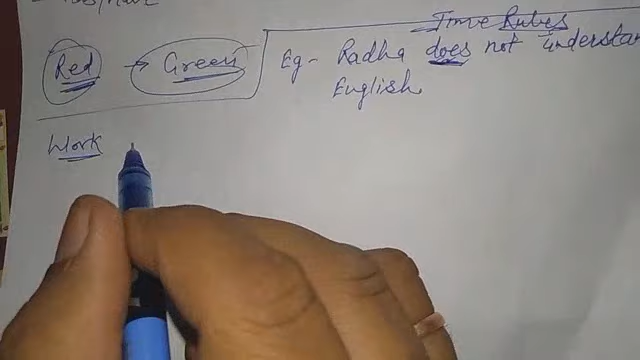 Time Rules
Red → Green
Eg- Radha does not understan
English.
Work